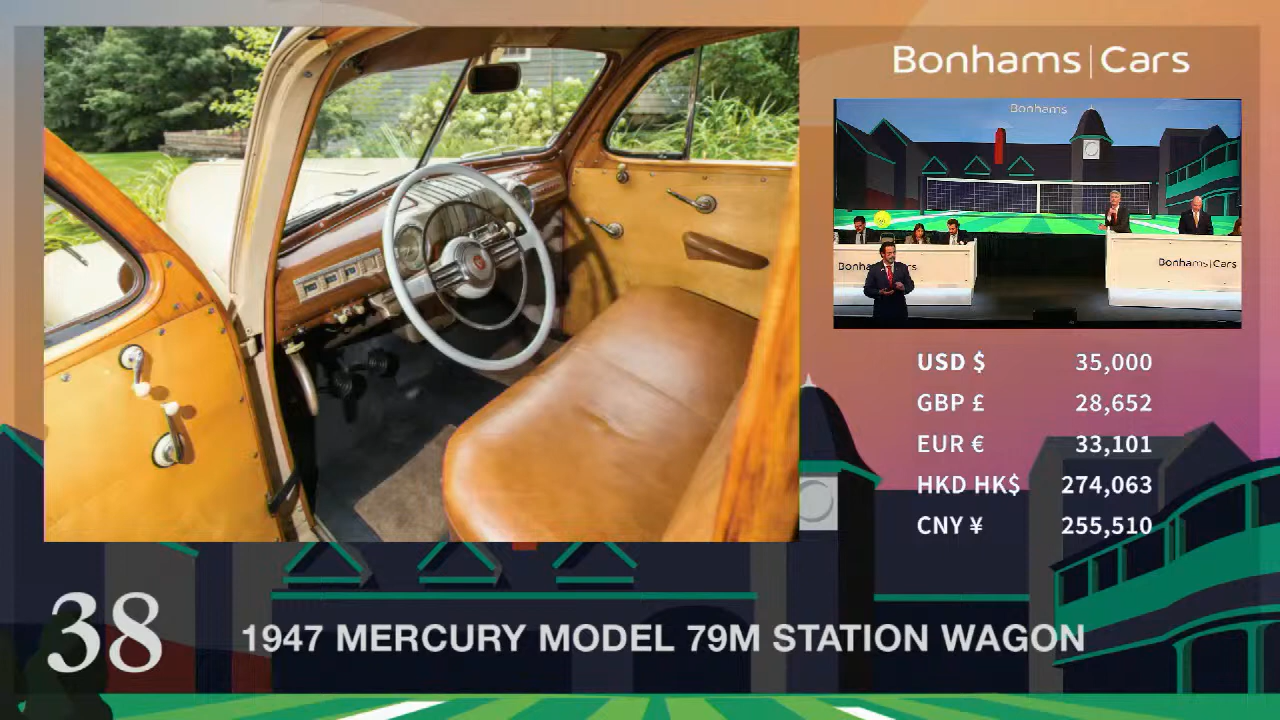 Bonhams|Cars
Bonhams
Bonhams|Cars
USD $ 35,000
GBP £ 28,652
EUR € 33,101
HKD HK$ 274,063
CNY ¥ 255,510
38
1947 MERCURY MODEL 79M STATION WAGON